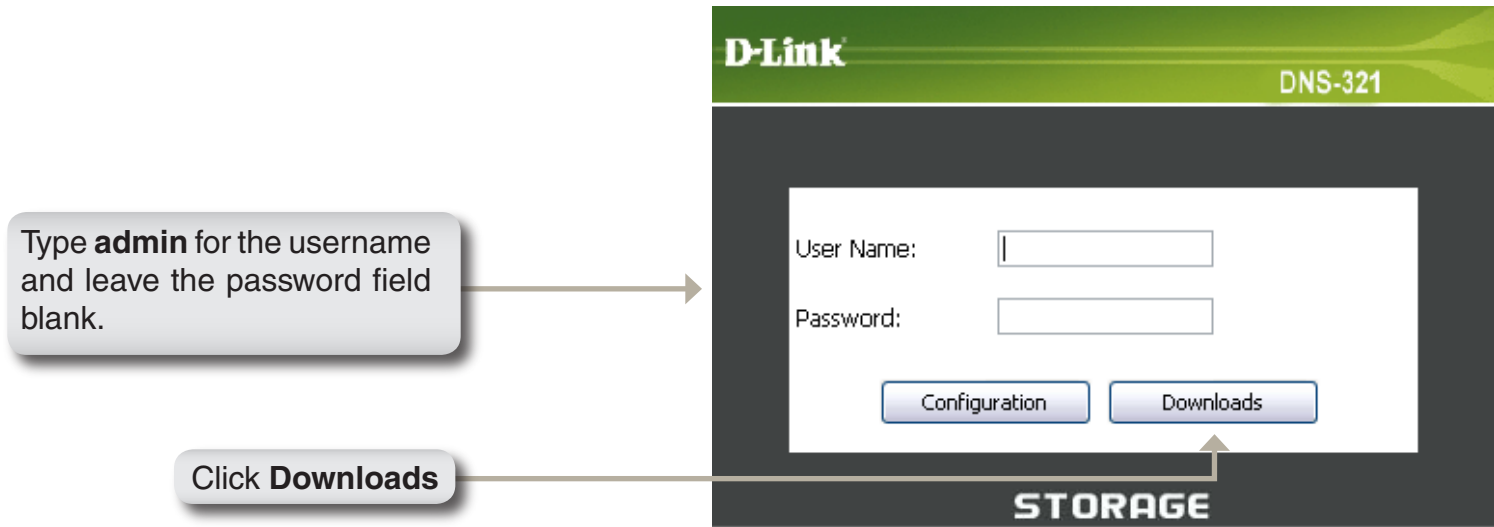 D-Link
DNS-321
Type admin for the username
and leave the password field
blank.
User Name:
Password:
Configuration
Downloads
Click Downloads
STORAGE